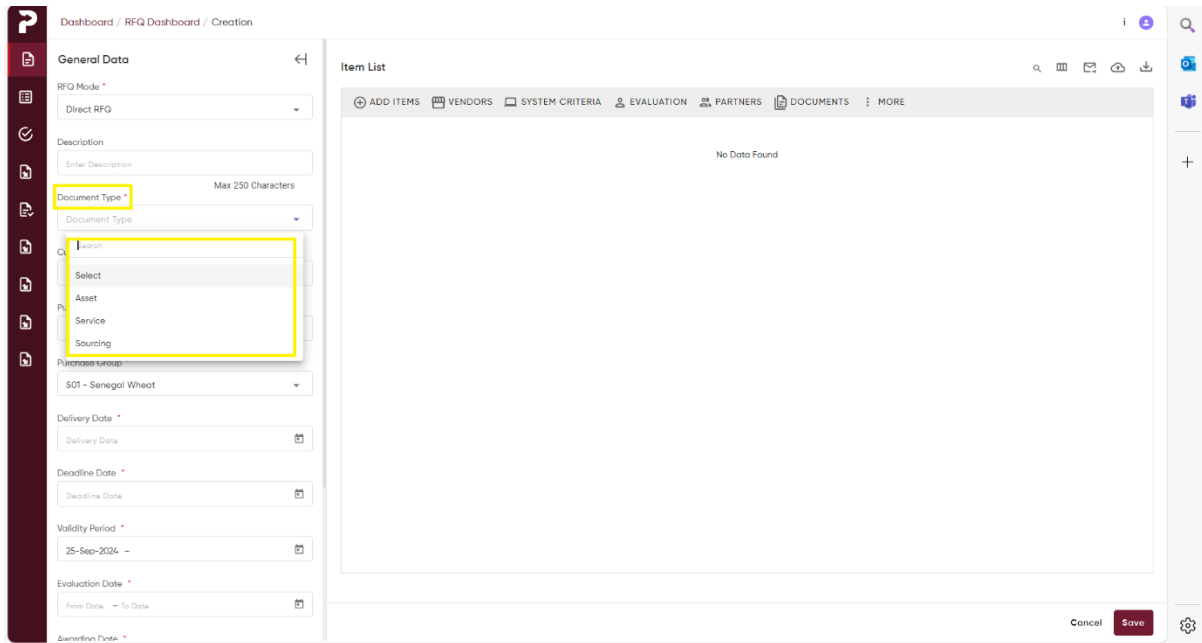 Dashboard / RFQ Dashboard / Creation
i
General Data
RFQ Mode *
Direct RFQ
Description
Enter Description
Max 250 Characters
Document Type *
Document Type
Search
Select
Asset
Service
Sourcing
Purchase Group *
S01 - Senegal Wheat
Delivery Date *
Delivery Date
Deadline Date *
Deadline Date
Validity Period *
25-Sep-2024 –
Evaluation Date *
From Date – To Date
Awarding Date *
Item List
ADD ITEMS VENDORS SYSTEM CRITERIA EVALUATION PARTNERS DOCUMENTS MORE
No Data Found
Cancel Save